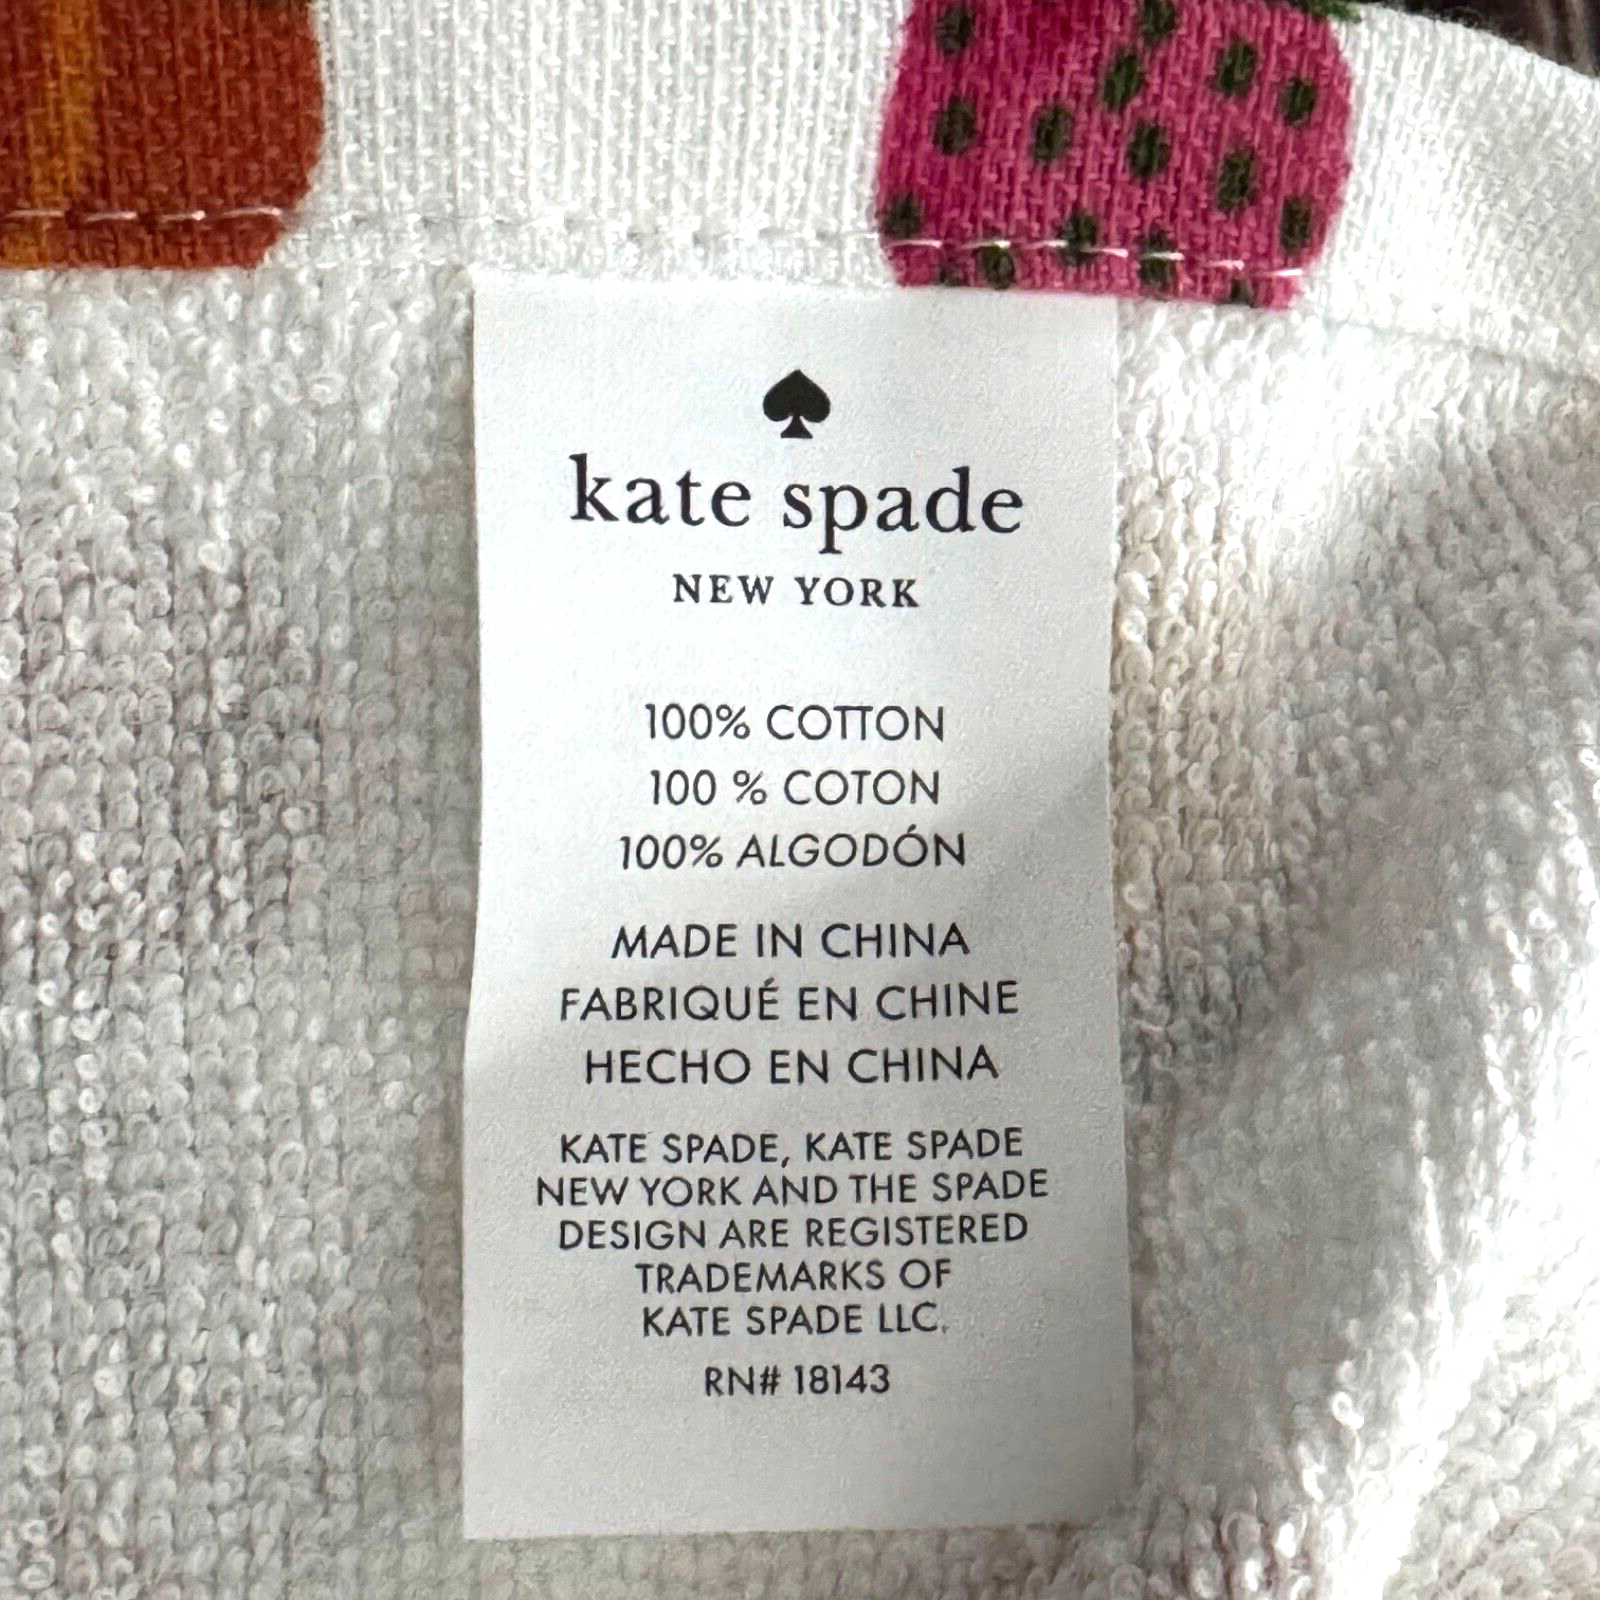 kate spade
NEW YORK
100% COTTON
100 % COTON
100% ALGODÓN
MADE IN CHINA
FABRIQUÉ EN CHINE
HECHO EN CHINA
KATE SPADE, KATE SPADE
NEW YORK AND THE SPADE
DESIGN ARE REGISTERED
TRADEMARKS OF
KATE SPADE LLC.
RN# 18143